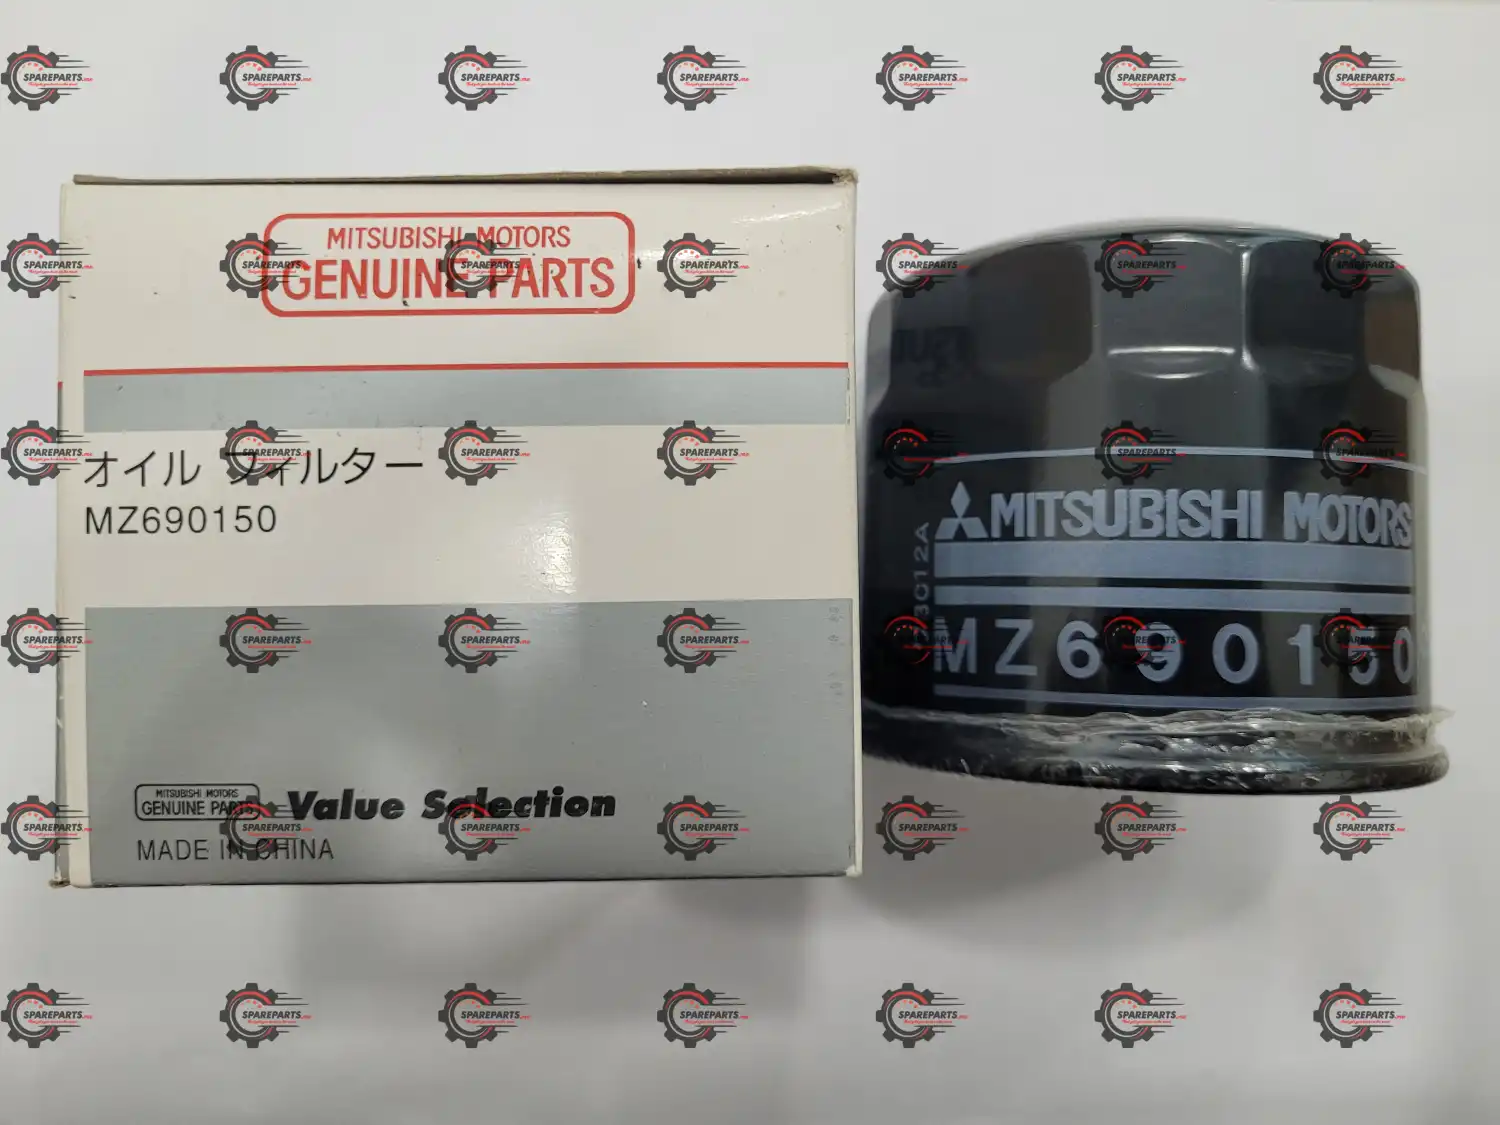 MITSUBISHI MOTORS
GENUINE PARTS
オイル フィルター
MZ690150
MITSUBISHI MOTORS
GENUINE PARTS
Value Selection
MADE IN CHINA
MITSUBISHI MOTORS
MZ690150
SPAREPARTS